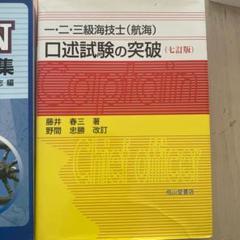 一・二・三級海技士(航海)
口述試験の突破(七訂版)
Captain
藤井 春三 著
野間 忠勝 改訂
Chief officer
成山堂書店
N
集
編